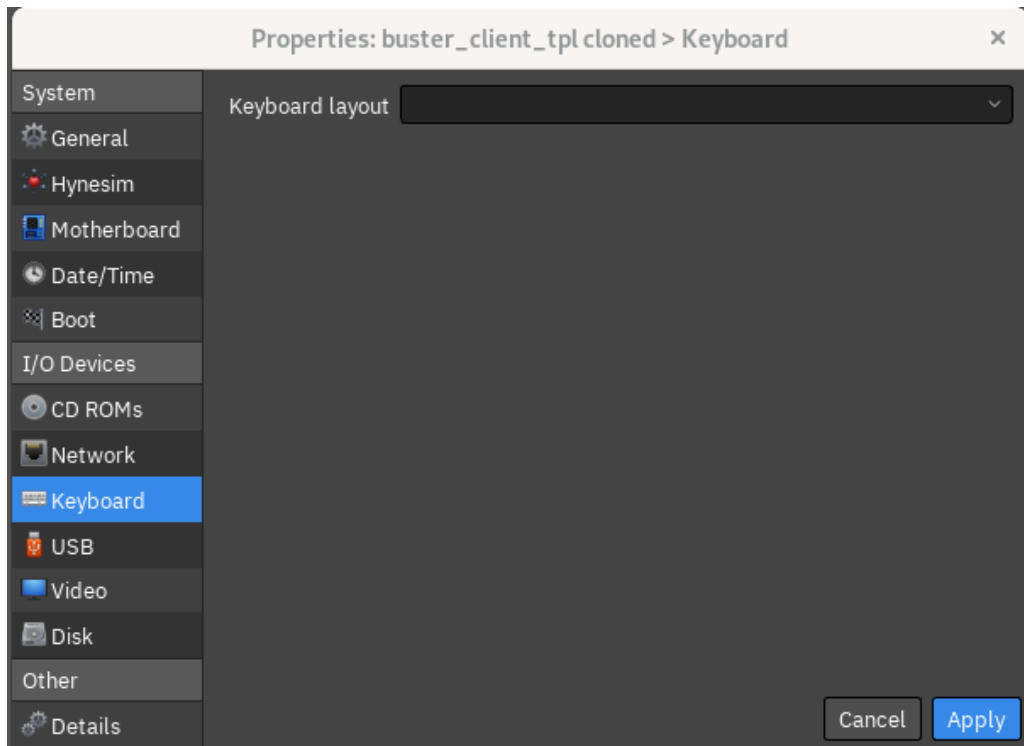 Properties: buster_client_tpl cloned > Keyboard
System
General
Hynesim
Motherboard
Date/Time
Boot
I/O Devices
CD ROMs
Network
Keyboard
USB
Video
Disk
Other
Details
Keyboard layout
Cancel
Apply